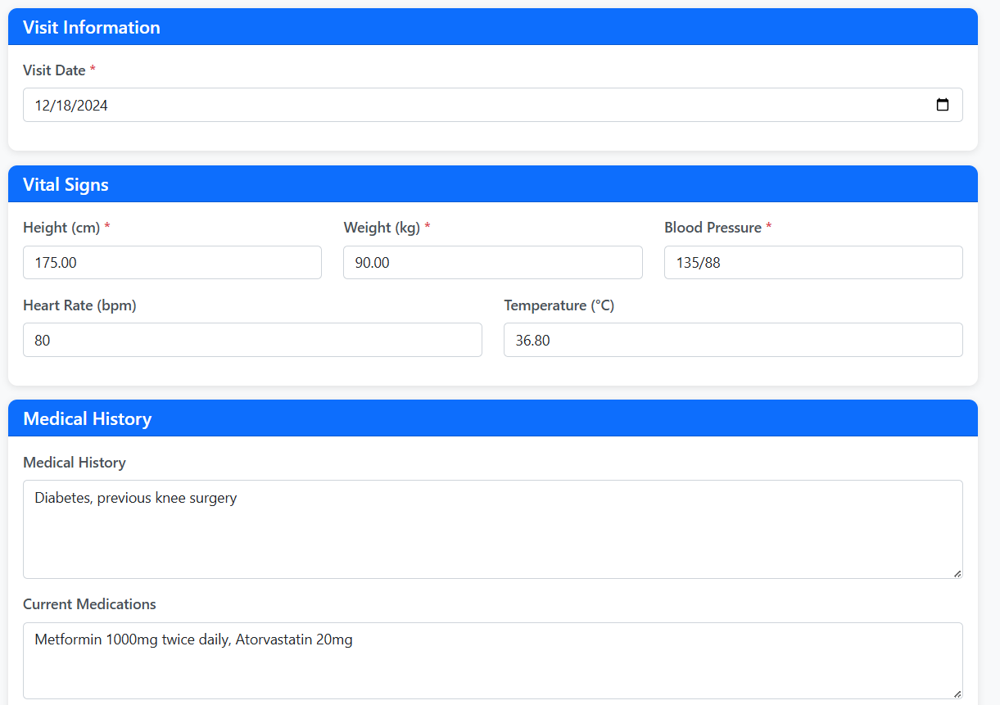 Visit Information
Visit Date *
12/18/2024
Vital Signs
Height (cm) * Weight (kg) * Blood Pressure *
175.00 90.00 135/88
Heart Rate (bpm) Temperature (°C)
80 36.80
Medical History
Medical History
Diabetes, previous knee surgery
Current Medications
Metformin 1000mg twice daily, Atorvastatin 20mg